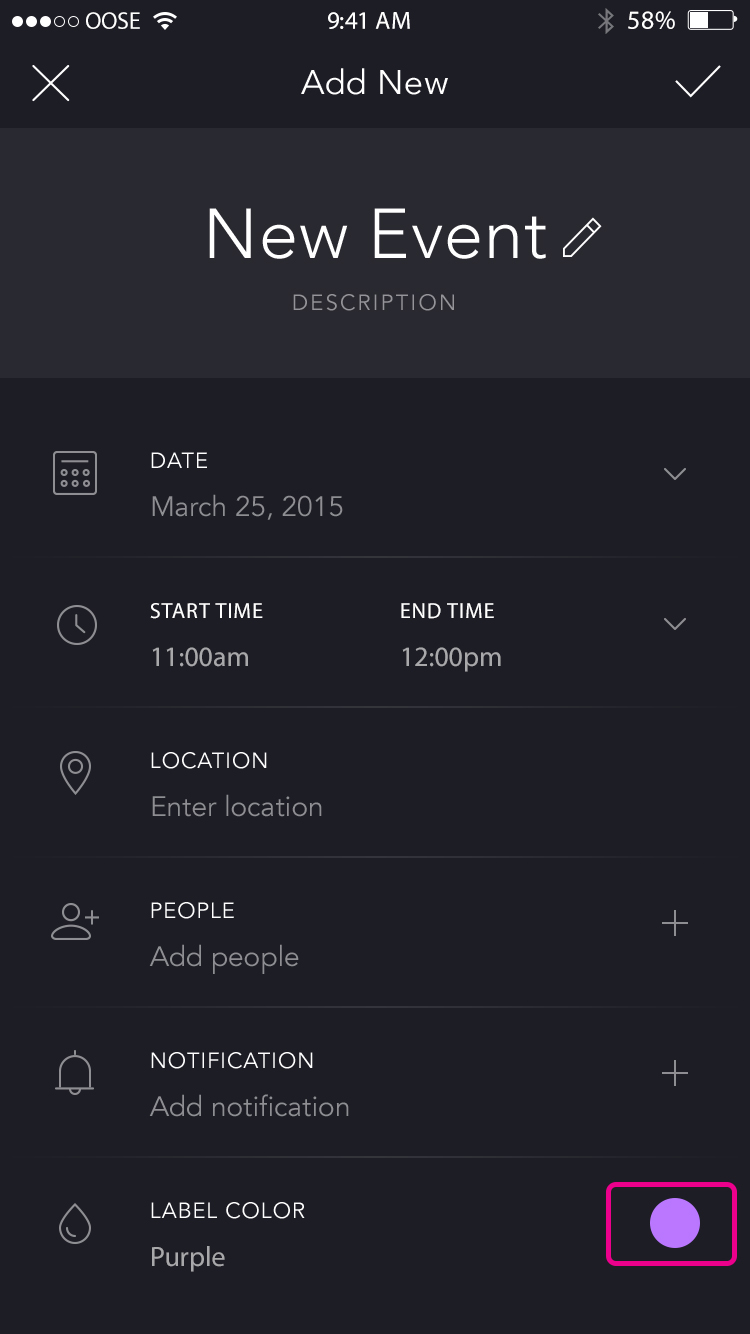 OOSE 9:41 AM 58%
Add New
New Event
DESCRIPTION
DATE
March 25, 2015
START TIME END TIME
11:00am 12:00pm
LOCATION
Enter location
PEOPLE
Add people
NOTIFICATION
Add notification
LABEL COLOR
Purple